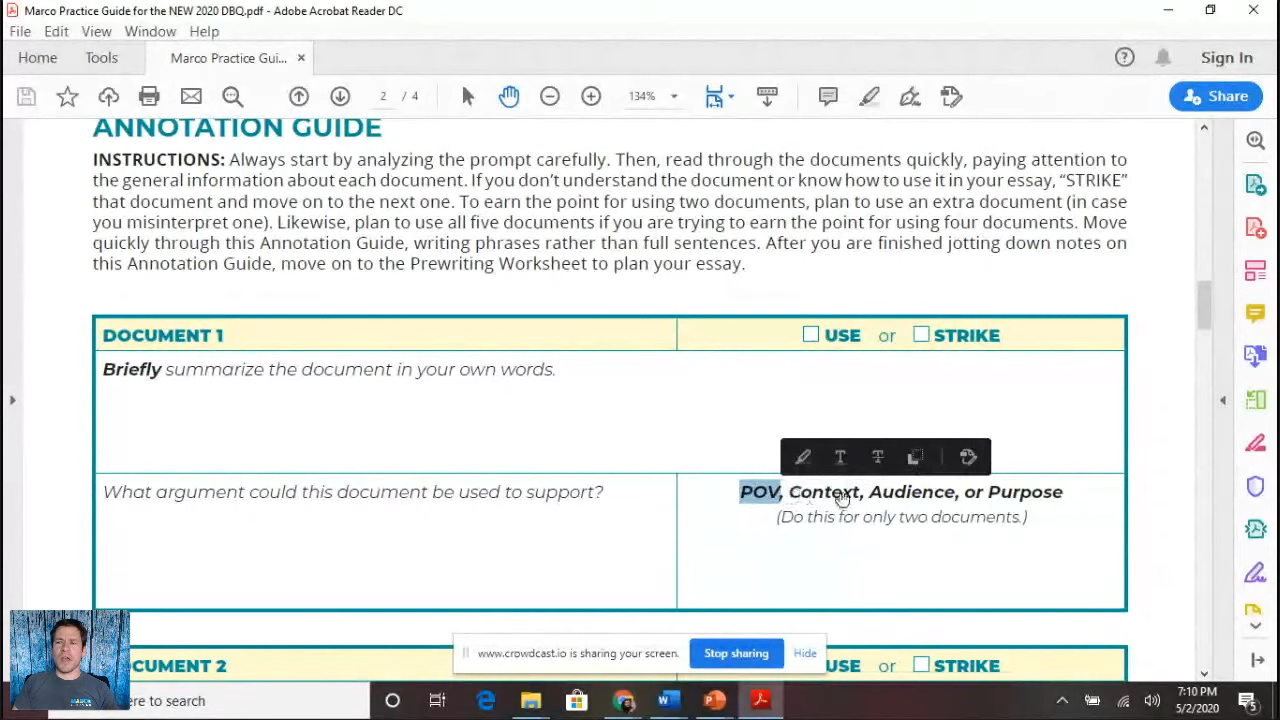 Marco Practice Guide for the NEW 2020 DBQ.pdf - Adobe Acrobat Reader DC
File Edit View Window Help
Home Tools Marco Practice Gui... ×
Sign In
2 / 4 134% Share
ANNOTATION GUIDE
INSTRUCTIONS: Always start by analyzing the prompt carefully. Then, read through the documents quickly, paying attention to
the general information about each document. If you don't understand the document or know how to use it in your essay, “STRIKE”
that document and move on to the next one. To earn the point for using two documents, plan to use an extra document (in case
you misinterpret one). Likewise, plan to use all five documents if you are trying to earn the point for using four documents. Move
quickly through this Annotation Guide, writing phrases rather than full sentences. After you are finished jotting down notes on
this Annotation Guide, move on to the Prewriting Worksheet to plan your essay.
DOCUMENT 1 USE or STRIKE
Briefly summarize the document in your own words.
What argument could this document be used to support? POV, Context, Audience, or Purpose
(Do this for only two documents.)
www.crowdcast.io is sharing your screen. Stop sharing Hide
CUMENT 2 USE or STRIKE
ere to search
7:10 PM
5/2/2020
5